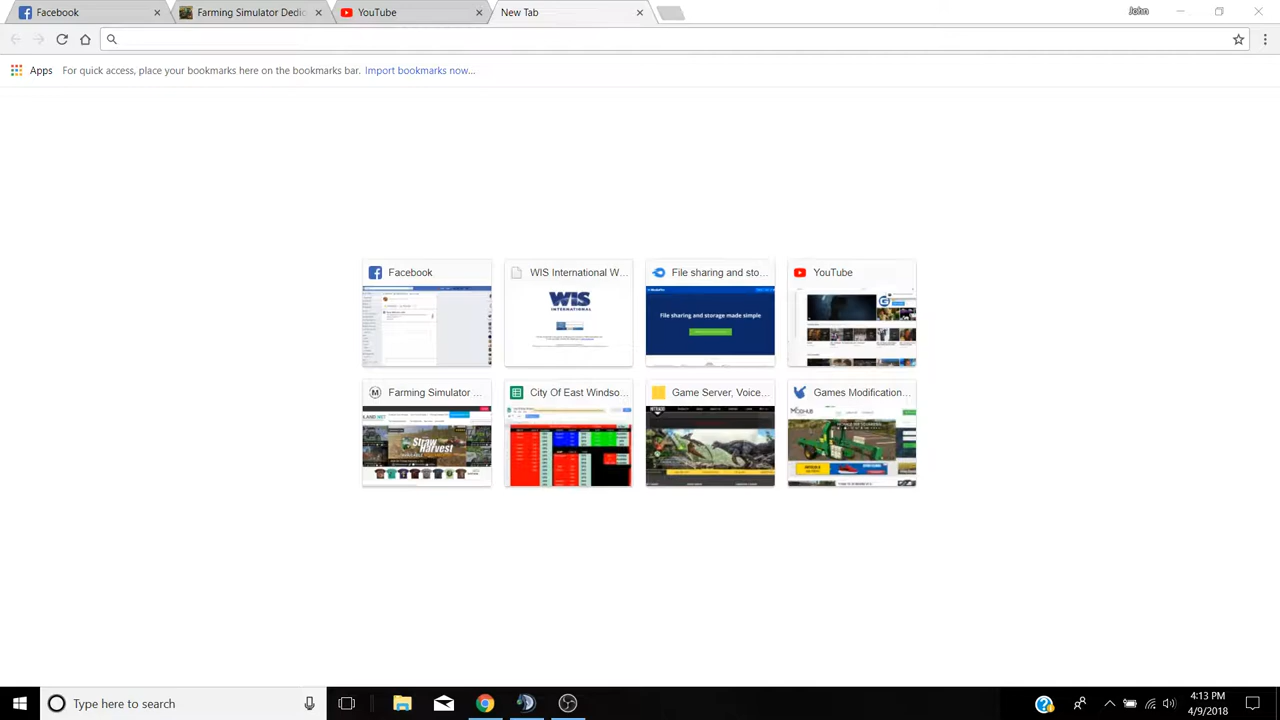 Facebook
Farming Simulator Dedic
YouTube
New Tab
John
Apps
For quick access, place your bookmarks here on the bookmarks bar. Import bookmarks now...
Facebook
WIS International W...
File sharing and sto...
YouTube
WIS
INTERNATIONAL
File sharing and storage made simple
Farming Simulator ...
City Of East Windso...
Game Server, Voice...
Games Modification...
STRAW
Harvest
Type here to search
4:13 PM
4/9/2018